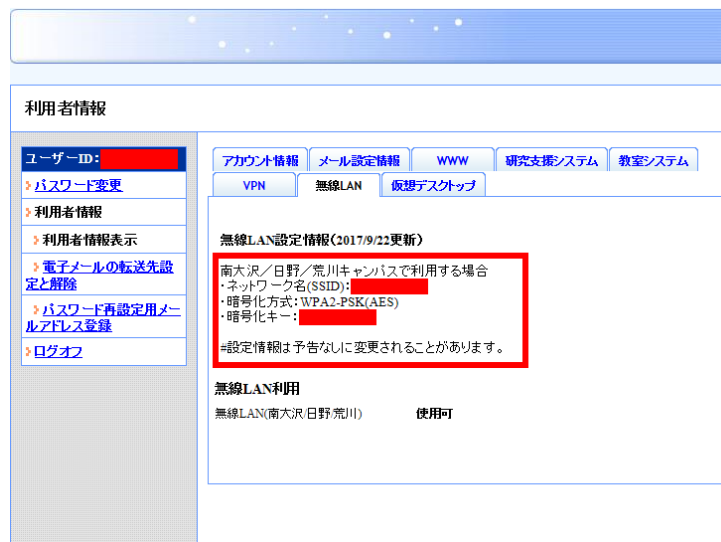 利用者情報
ユーザーID:
パスワード変更
利用者情報
利用者情報表示
電子メールの転送先設
定と解除
パスワード再設定用メー
ルアドレス登録
ログオフ
アカウント情報 メール設定情報 WWW 研究支援システム 教室システム
VPN 無線LAN 仮想デスクトップ
無線LAN設定情報(2017/9/22更新)
南大沢／日野／荒川キャンパスで利用する場合
・ネットワーク名(SSID):
・暗号化方式：WPA2-PSK(AES)
・暗号化キー：
#設定情報は予告なしに変更されることがあります。
無線LAN利用
無線LAN(南大沢/日野/荒川) 使用可